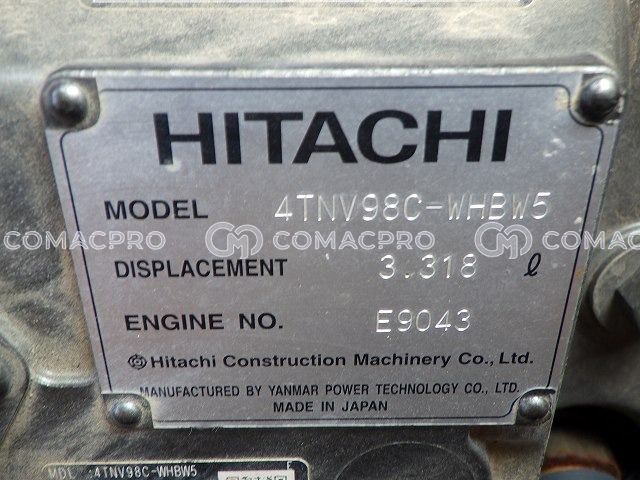 HITACHI
MODEL 4TNV98C-WHBW5
COMACPRO COMACPRO COMACPRO
DISPLACEMENT 3.318 ℓ
ENGINE NO. E9043
Hitachi Construction Machinery Co., Ltd.
MANUFACTURED BY YANMAR POWER TECHNOLOGY CO., LTD.
MADE IN JAPAN
MDL :4TNV98C-WHBW5